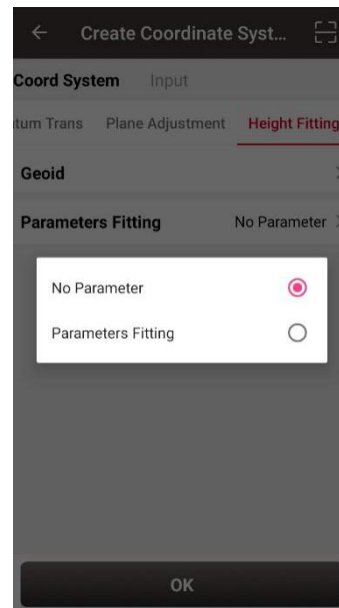 Create Coordinate Syst...
Coord System Input
tum Trans Plane Adjustment Height Fitting
Geoid
Parameters Fitting No Parameter
No Parameter
Parameters Fitting
OK